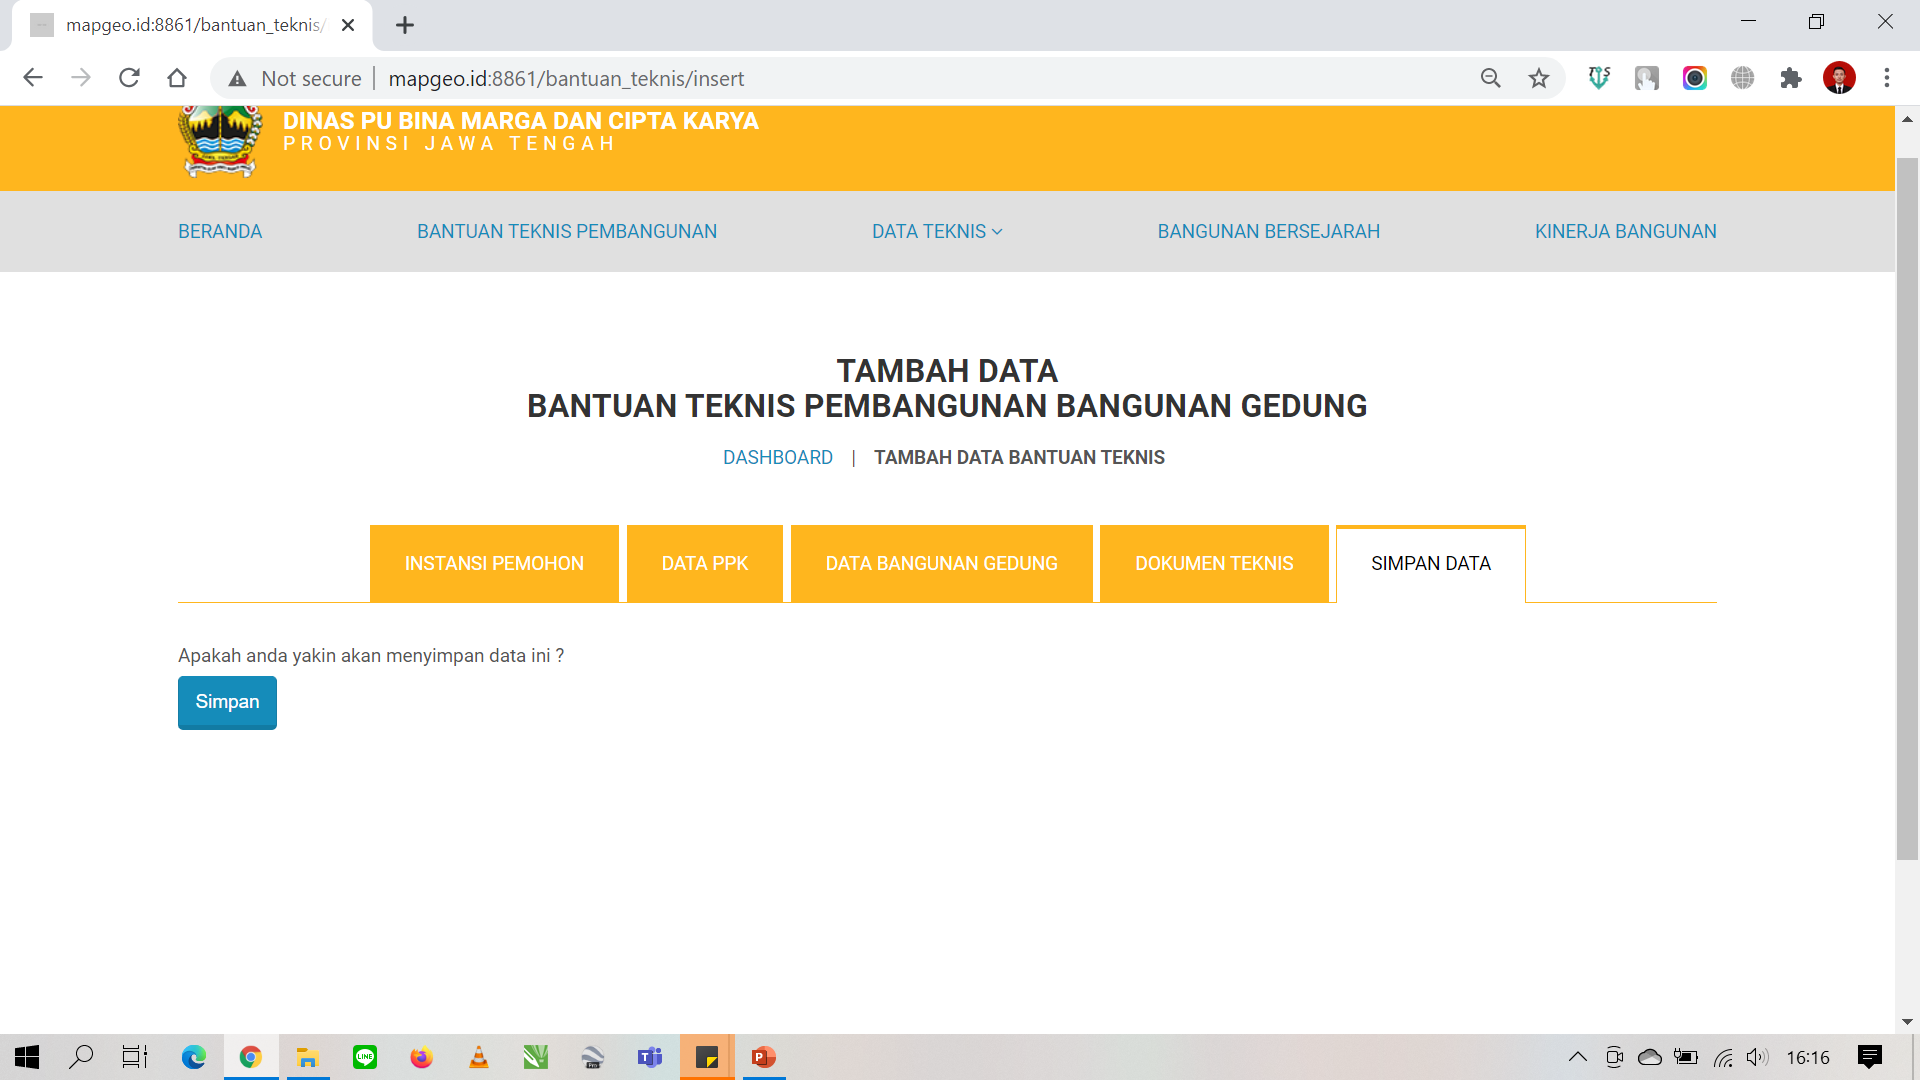 mapgeo.id:8861/bantuan_teknis/
Not secure
mapgeo.id:8861/bantuan_teknis/insert
DINAS PU BINA MARGA DAN CIPTA KARYA
PROVINSI JAWA TENGAH
BERANDA
BANTUAN TEKNIS PEMBANGUNAN
DATA TEKNIS
BANGUNAN BERSEJARAH
KINERJA BANGUNAN
TAMBAH DATA
BANTUAN TEKNIS PEMBANGUNAN BANGUNAN GEDUNG
DASHBOARD | TAMBAH DATA BANTUAN TEKNIS
INSTANSI PEMOHON
DATA PPK
DATA BANGUNAN GEDUNG
DOKUMEN TEKNIS
SIMPAN DATA
Apakah anda yakin akan menyimpan data ini ?
Simpan
16:16